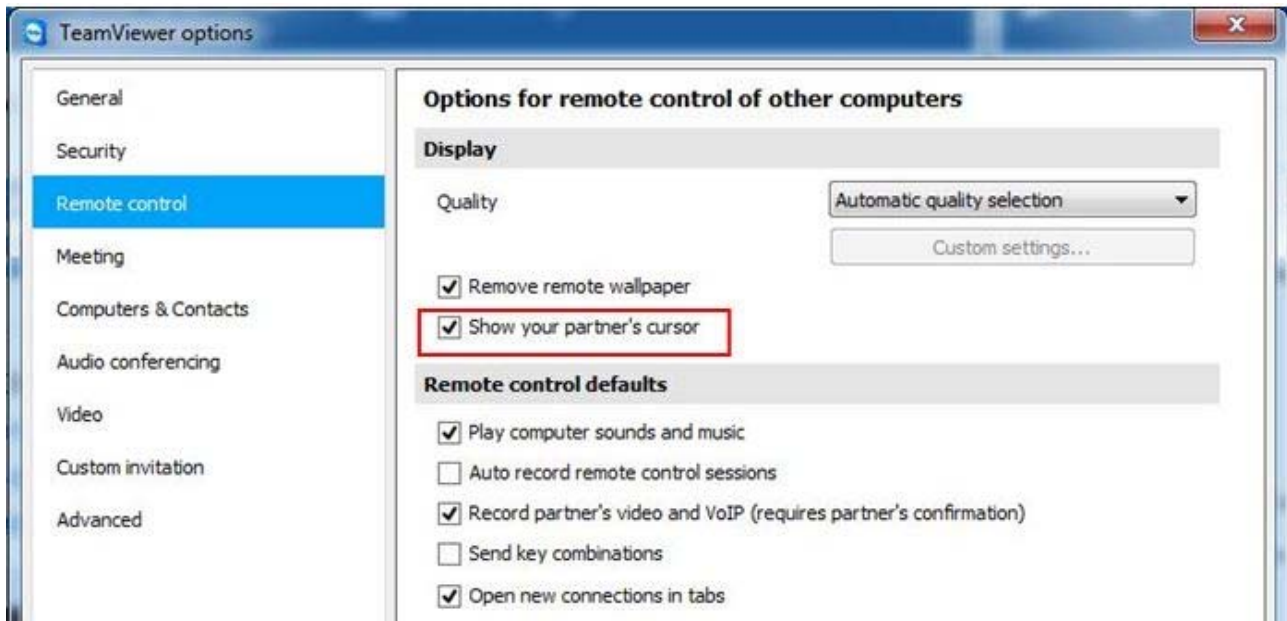 TeamViewer options
General
Security
Remote control
Meeting
Computers & Contacts
Audio conferencing
Video
Custom invitation
Advanced
Options for remote control of other computers
Display
Quality
Automatic quality selection
Custom settings...
Remove remote wallpaper
Show your partner's cursor
Remote control defaults
Play computer sounds and music
Auto record remote control sessions
Record partner's video and VoIP (requires partner's confirmation)
Send key combinations
Open new connections in tabs